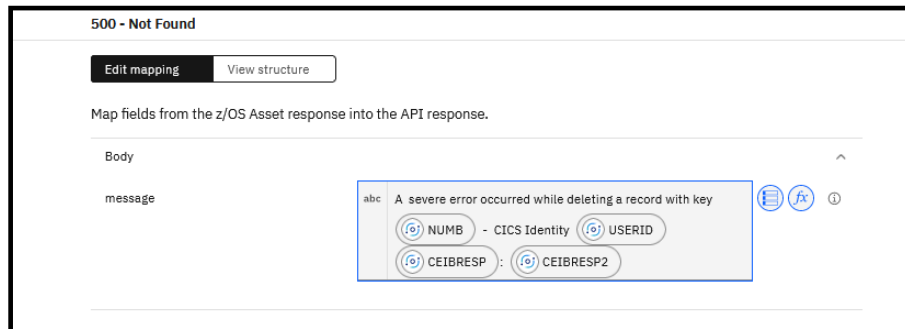 500 - Not Found
Edit mapping View structure
Map fields from the z/OS Asset response into the API response.
Body
message
abc A severe error occurred while deleting a record with key
NUMB - CICS Identity USERID
CEIBRESP : CEIBRESP2
fx